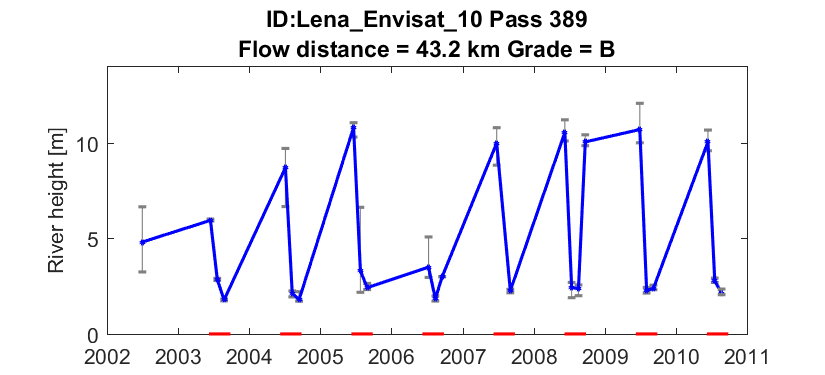 ID:Lena_Envisat_10 Pass 389
Flow distance = 43.2 km Grade = B
River height [m]
10
5
0
2002 2003 2004 2005 2006 2007 2008 2009 2010 2011